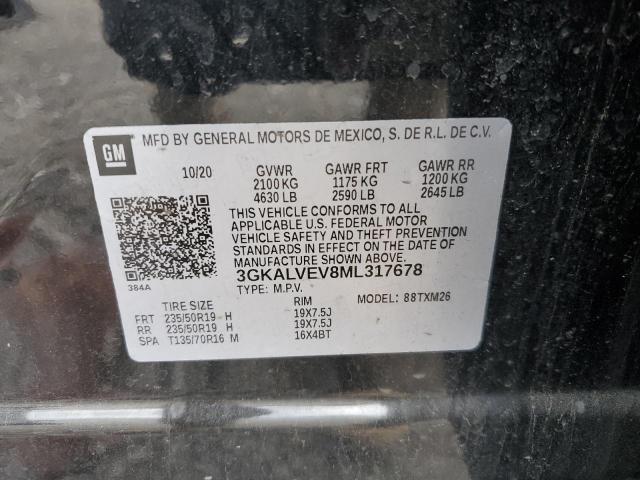 GM
MFD BY GENERAL MOTORS DE MEXICO, S. DE R.L. DE C.V.
10/20 GVWR GAWR FRT GAWR RR
2100 KG 1175 KG 1200 KG
4630 LB 2590 LB 2645 LB
THIS VEHICLE CONFORMS TO ALL
APPLICABLE U.S. FEDERAL MOTOR
VEHICLE SAFETY AND THEFT PREVENTION
STANDARDS IN EFFECT ON THE DATE OF
MANUFACTURE SHOWN ABOVE.
3GKALVEV8ML317678
384A
TYPE: M.P.V. MODEL: 88TXM26
TIRE SIZE RIM
FRT 235/50R19 H 19X7.5J
RR 235/50R19 H 19X7.5J
SPA T135/70R16 M 16X4BT